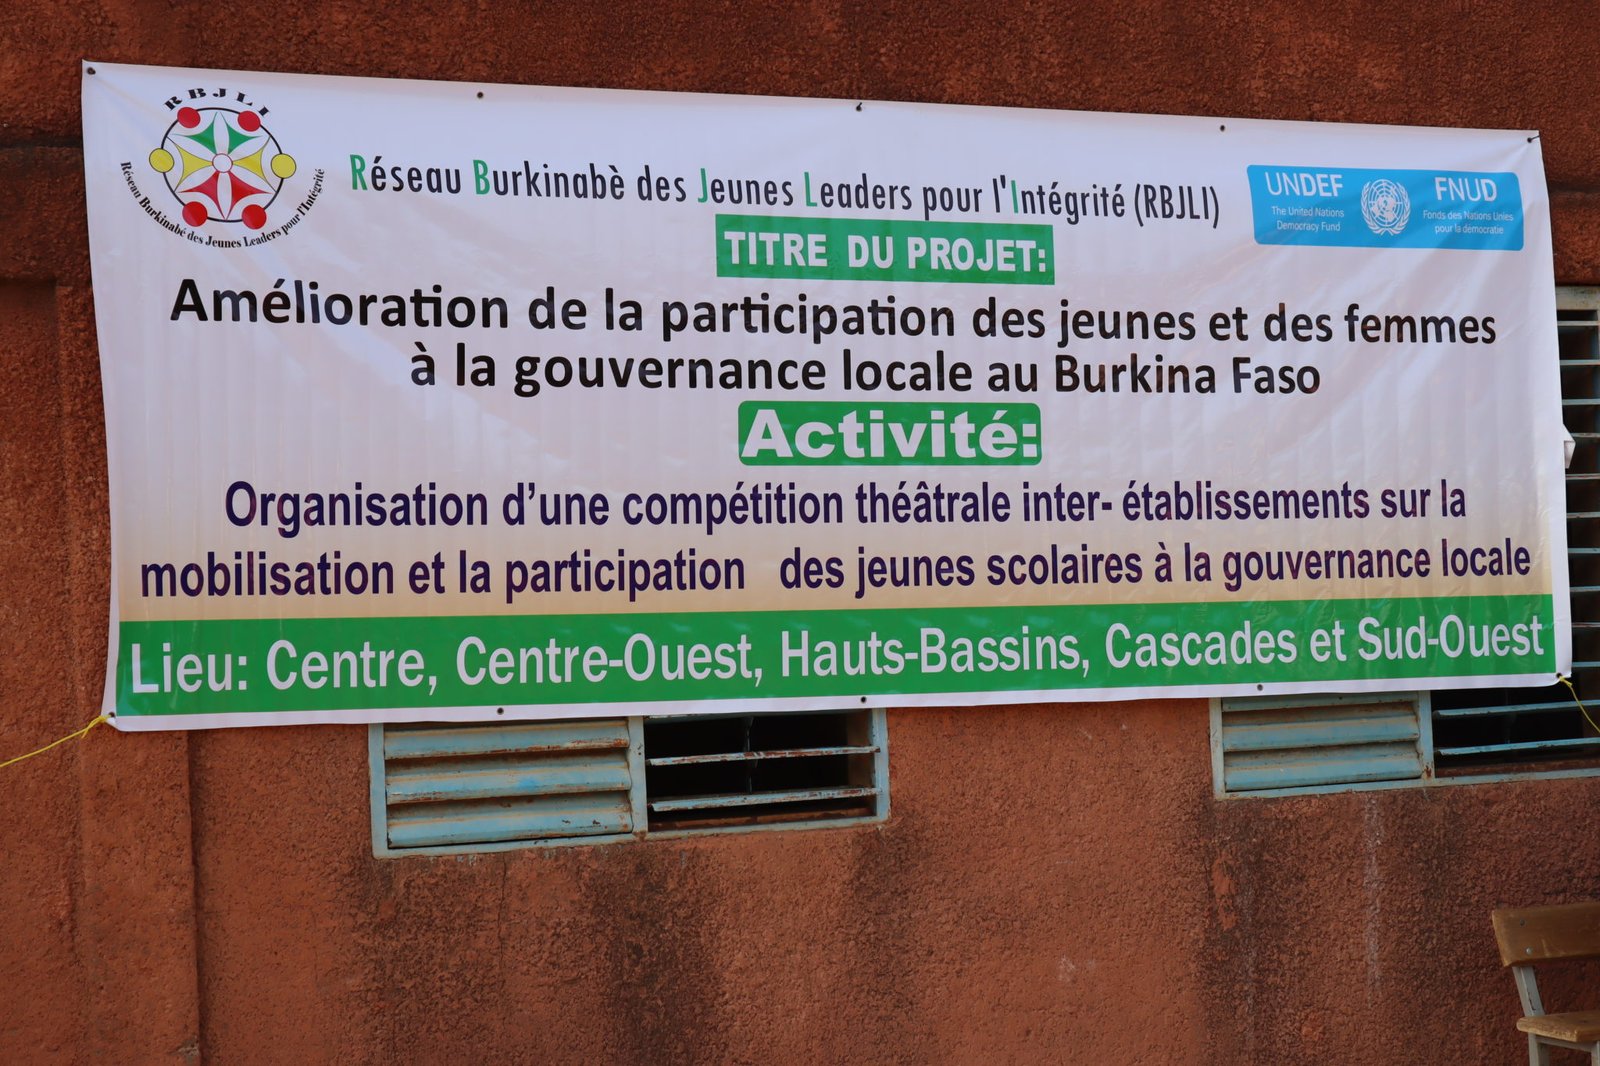 RBJLI
Réseau Burkinabé des Jeunes Leaders pour l'Intégrité
Réseau Burkinabè des Jeunes Leaders pour l'Intégrité (RBJLI)
UNDEF
The United Nations
Democracy Fund
FNUD
Fonds des Nations Unies
pour la démocratie
TITRE DU PROJET:
Amélioration de la participation des jeunes et des femmes
à la gouvernance locale au Burkina Faso
Activité:
Organisation d'une compétition théâtrale inter- établissements sur la
mobilisation et la participation des jeunes scolaires à la gouvernance locale
Lieu: Centre, Centre-Ouest, Hauts-Bassins, Cascades et Sud-Ouest